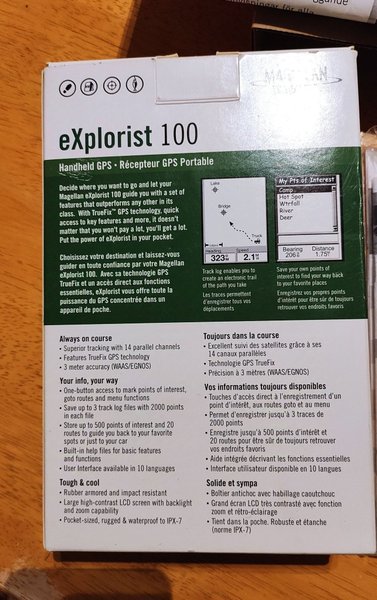 MAGELLAN
eXplorist 100
Handheld GPS • Récepteur GPS Portable
Decide where you want to go and let your
Magellan eXplorist 100 guide you with a set of
features that outperforms any other in its
class. With TrueFix™ GPS technology, quick
access to key features and more, it doesn't
matter that you won't pay a lot, you'll get a lot.
Put the power of eXplorist in your pocket.
Choisissez votre destination et laissez-vous
guider en toute confiance par votre Magellan
eXplorist 100. Avec sa technologie GPS
TrueFix et un accès direct aux fonctions
essentielles, eXplorist vous offre toute la
puissance du GPS concentrée dans un
appareil de poche.
Lake
Bridge
Truck
Heading
Speed
323
2.1
Track log enables you to
create an electronic trail
of the path you take
Les traces permettent
d'enregistrer tous vos
déplacements
My Pts of Interest
Camp
Hot Spot
Wtrfall
River
Deer
Bearing
Distance
206
1.75
Save your own points of
interest to find your way back
to your favorite places
Enregistrez vos propres points
d'intérêt pour être sûr de toujours
retrouver vos endroits favoris
Always on course
• Superior tracking with 14 parallel channels
• Features TrueFix GPS technology
• 3 meter accuracy (WAAS/EGNOS)
Your info, your way
• One-button access to mark points of interest,
goto routes and menu functions
• Save up to 3 track log files with 2000 points
in each file
• Store up to 500 points of interest and
20 routes to guide you back to your favorite
spots or just to your car
• Built-in help files for basic features
and functions
• User Interface available in 10 languages
Tough & cool
• Rubber armored and impact resistant
• Large high-contrast LCD screen with backlight
and zoom capability
• Pocket-sized, rugged & waterproof to IPX-7
Toujours dans la course
• Excellent suivi des satellites grâce à ses
14 canaux parallèles
• Technologie GPS TrueFix
• Précision à 3 mètres (WAAS/EGNOS)
Vos informations toujours disponibles
• Touches d'accès direct à l'enregistrement d'un
point d'intérêt, aux routes goto et au menu
• Permet d'enregistrer jusqu'à 3 traces de
2000 points
• Enregistre jusqu'à 500 points d'intérêt et
20 routes pour être sûr de toujours retrouver
vos endroits favoris
• Aide intégrée décrivant les fonctions essentielles
• Interface utilisateur disponible en 10 langues
Solide et sympa
• Boîtier antichoc avec habillage caoutchouc
• Grand écran LCD très contrasté avec fonction
zoom et rétro-éclairage
• Tient dans la poche. Robuste et étanche
(norme IPX-7)